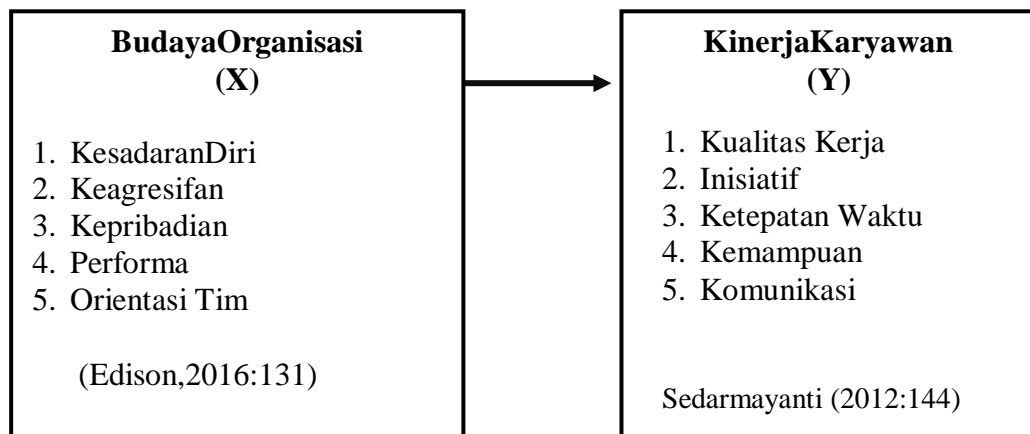 BudayaOrganisasi
(X)
1. KesadaranDiri
2. Keagresifan
3. Kepribadian
4. Performa
5. Orientasi Tim
(Edison,2016:131)
KinerjaKaryawan
(Y)
1. Kualitas Kerja
2. Inisiatif
3. Ketepatan Waktu
4. Kemampuan
5. Komunikasi
Sedarmayanti (2012:144)